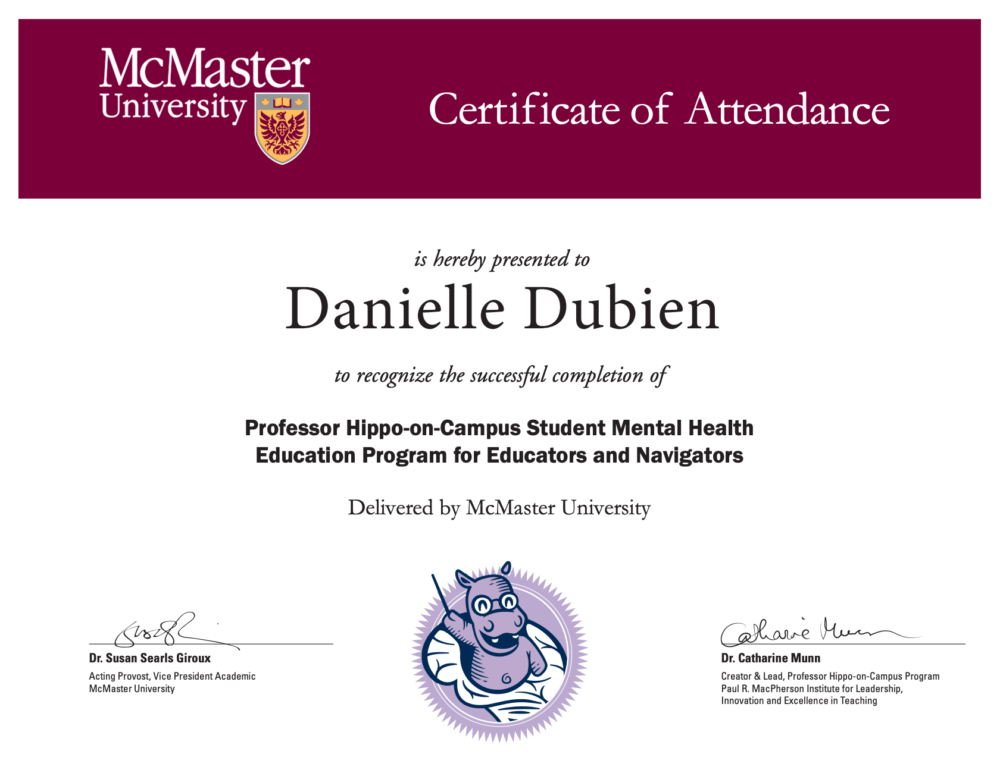 McMaster
University
Certificate of Attendance
is hereby presented to
Danielle Dubien
to recognize the successful completion of
Professor Hippo-on-Campus Student Mental Health
Education Program for Educators and Navigators
Delivered by McMaster University
Dr. Susan Searls Giroux
Acting Provost, Vice President Academic
McMaster University
Catharine Munn
Dr. Catharine Munn
Creator & Lead, Professor Hippo-on-Campus Program
Paul R. MacPherson Institute for Leadership,
Innovation and Excellence in Teaching